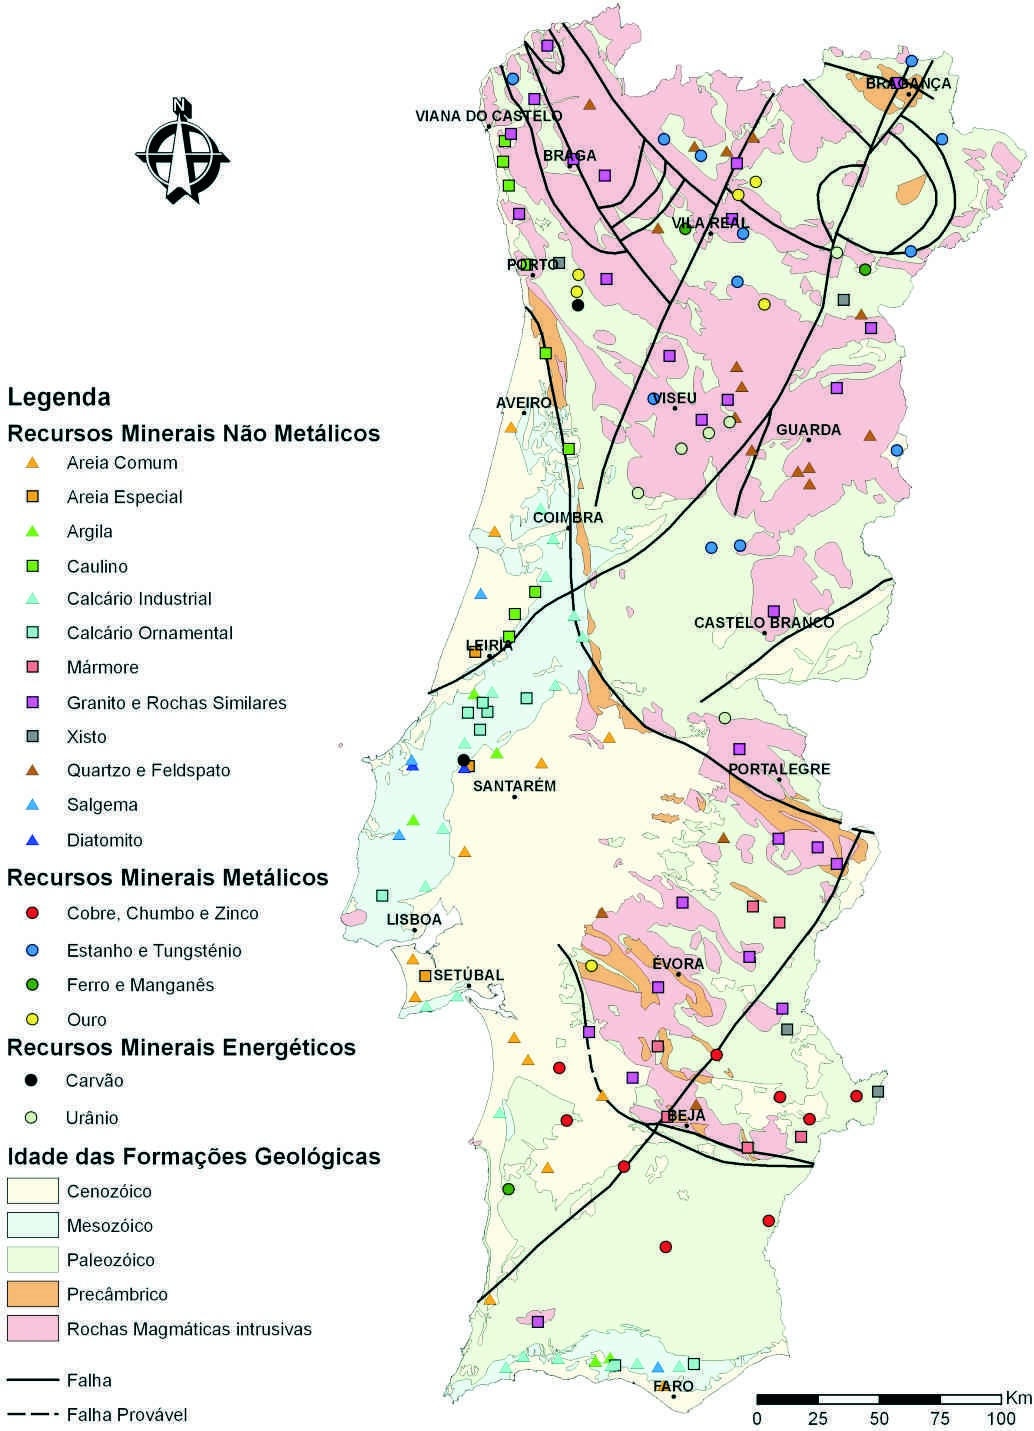 N
BRAGANÇA
VIANA DO CASTELO
BRAGA
VILA REAL
PORTO
Legenda
Recursos Minerais Não Metálicos
Areia Comum
Areia Especial
Argila
Caulino
Calcário Industrial
Calcário Ornamental
Mármore
Granito e Rochas Similares
Xisto
Quartzo e Feldspato
Salgema
Diatomito
Recursos Minerais Metálicos
Cobre, Chumbo e Zinco
Estanho e Tungsténio
Ferro e Manganês
Ouro
Recursos Minerais Energéticos
Carvão
Urânio
Idade das Formações Geológicas
Cenozóico
Mesozóico
Paleozóico
Precâmbrico
Rochas Magmáticas intrusivas
Falha
Falha Provável
AVEIRO
VISEU
GUARDA
COIMBRA
CASTELO BRANCO
LEIRIA
PORTALEGRE
SANTARÉM
LISBOA
ÉVORA
SETÚBAL
BEJA
FARO
Km
0 25 50 75 100